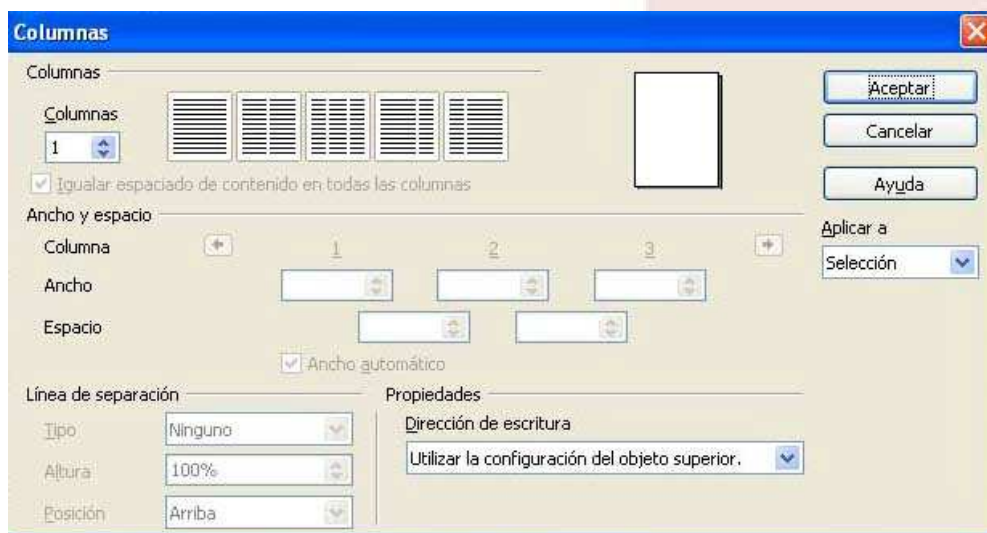 Columnas
Columnas
Columnas
1
Igualar espaciado de contenido en todas las columnas
Aceptar
Cancelar
Ayuda
Aplicar a
Selección
Ancho y espacio
Columna 1 2 3
Ancho
Espacio
Ancho automático
Línea de separación
Tipo Ninguno
Altura 100%
Posición Arriba
Propiedades
Dirección de escritura
Utilizar la configuración del objeto superior.